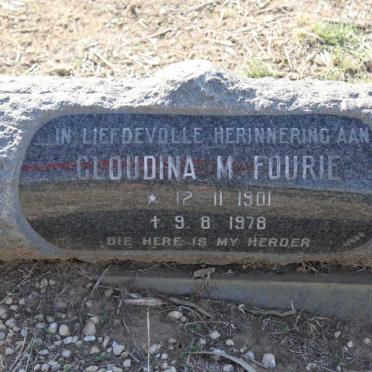 IN LIEFDEVOLLE HERINNERING AAN
CLOUDINA M FOURIE
* 12 11 1901
✝ 9 8 1978
DIE HERE IS MY HERDER